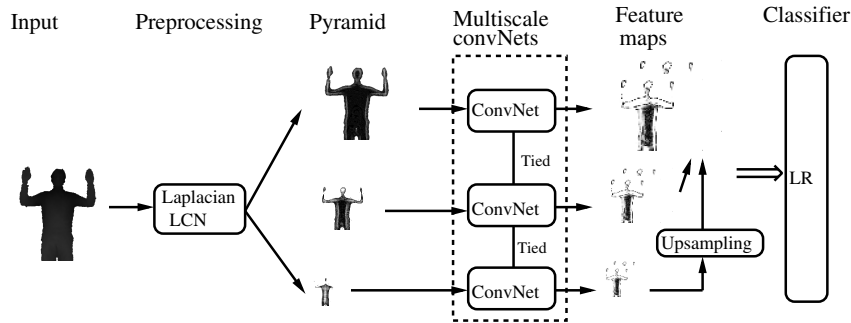 Input
Preprocessing
Pyramid
Multiscale
convNets
Feature
maps
Classifier
Laplacian
LCN
ConvNet
Tied
ConvNet
Tied
ConvNet
Upsampling
LR